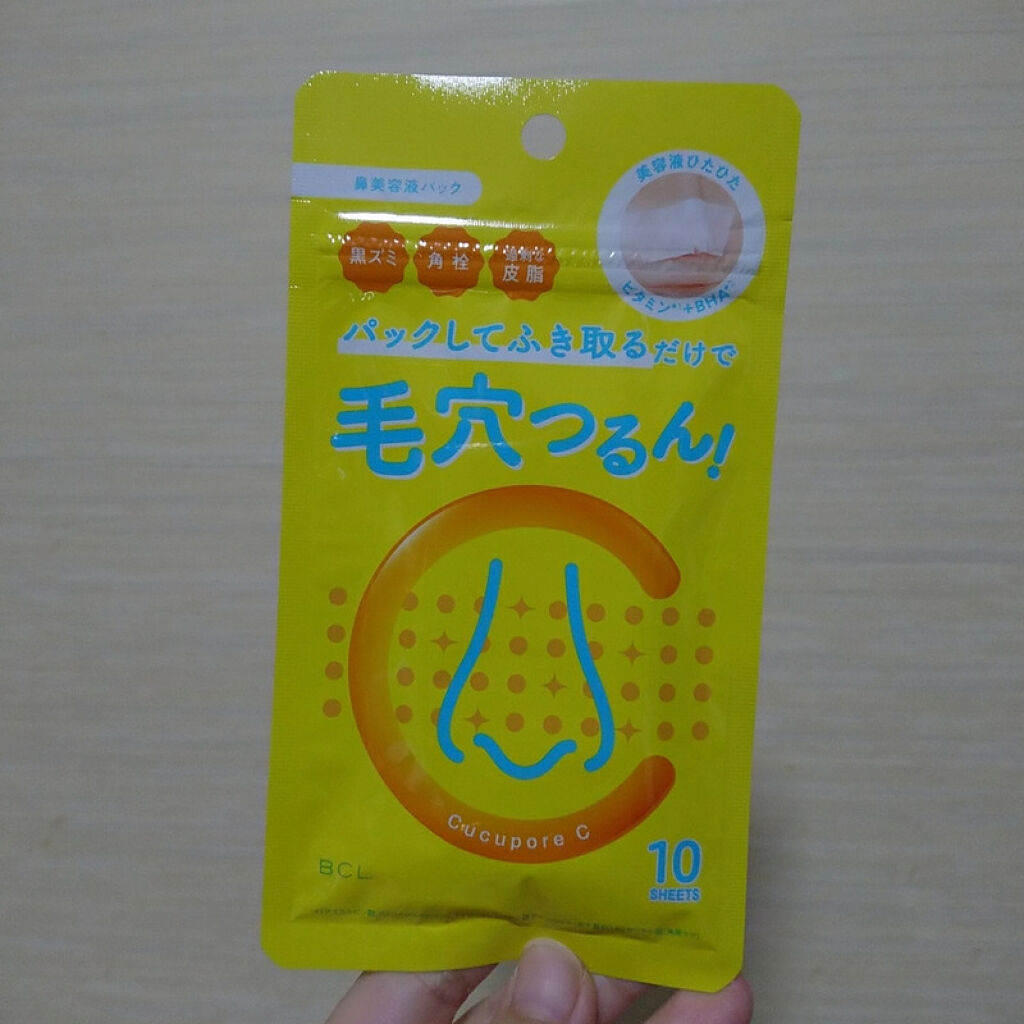 鼻美容液パック
美容液ひたひた
ビタミン*¹+BHA*²
黒ズミ
角栓
過剰な
皮脂
パックしてふき取るだけで
毛穴つるん!
Cucupore C
BCL
10
SHEETS